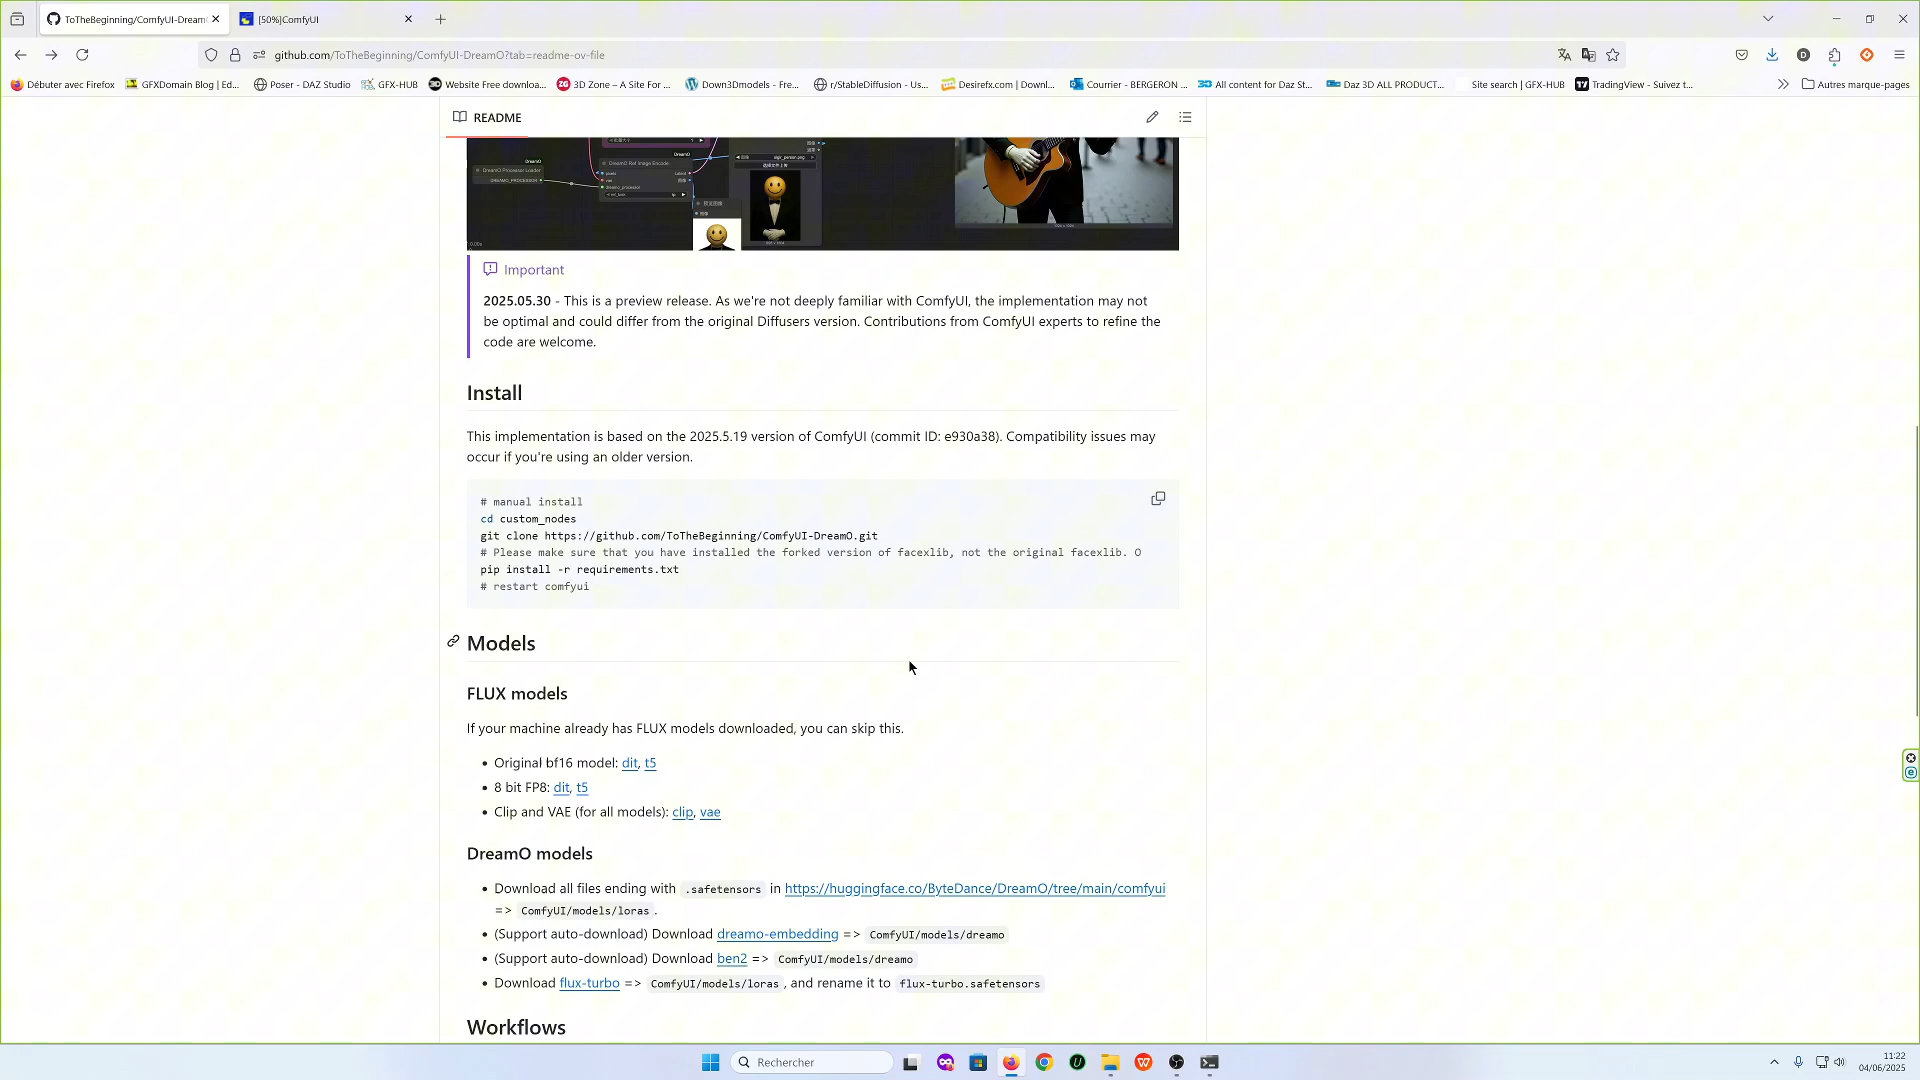 ToTheBeginning/ComfyUI-Dream
[50%]ComfyUI
github.com/ToTheBeginning/ComfyUI-DreamO?tab=readme-ov-file
Débuter avec Firefox
GFXDomain Blog | Ed...
Poser - DAZ Studio
GFX-HUB
Website Free downloa...
3D Zone – A Site For ...
Down3Dmodels - Fre...
r/StableDiffusion - Us...
Desirefx.com | Downl...
Courrier - BERGERON ...
All content for Daz St...
Daz 3D ALL PRODUCT...
Site search | GFX-HUB
TradingView - Suivez t...
Autres marque-pages
README
DreamO
DreamO Processor Loader
DREAMO_PROCESSOR
DreamO
DreamO Ref Image Encode
Important
2025.05.30 - This is a preview release. As we're not deeply familiar with ComfyUI, the implementation may not
be optimal and could differ from the original Diffusers version. Contributions from ComfyUI experts to refine the
code are welcome.
Install
This implementation is based on the 2025.5.19 version of ComfyUI (commit ID: e930a38). Compatibility issues may
occur if you're using an older version.
# manual install
cd custom_nodes
git clone https://github.com/ToTheBeginning/ComfyUI-DreamO.git
# Please make sure that you have installed the forked version of facexlib, not the original facexlib. O
pip install -r requirements.txt
# restart comfyui
Models
FLUX models
If your machine already has FLUX models downloaded, you can skip this.
• Original bf16 model: dit, t5
• 8 bit FP8: dit, t5
• Clip and VAE (for all models): clip, vae
DreamO models
• Download all files ending with .safetensors in https://huggingface.co/ByteDance/DreamO/tree/main/comfyui
=> ComfyUI/models/loras .
• (Support auto-download) Download dreamo-embedding => ComfyUI/models/dreamo
• (Support auto-download) Download ben2 => ComfyUI/models/dreamo
• Download flux-turbo => ComfyUI/models/loras , and rename it to flux-turbo.safetensors
Workflows
Rechercher
11:22
04/06/2025